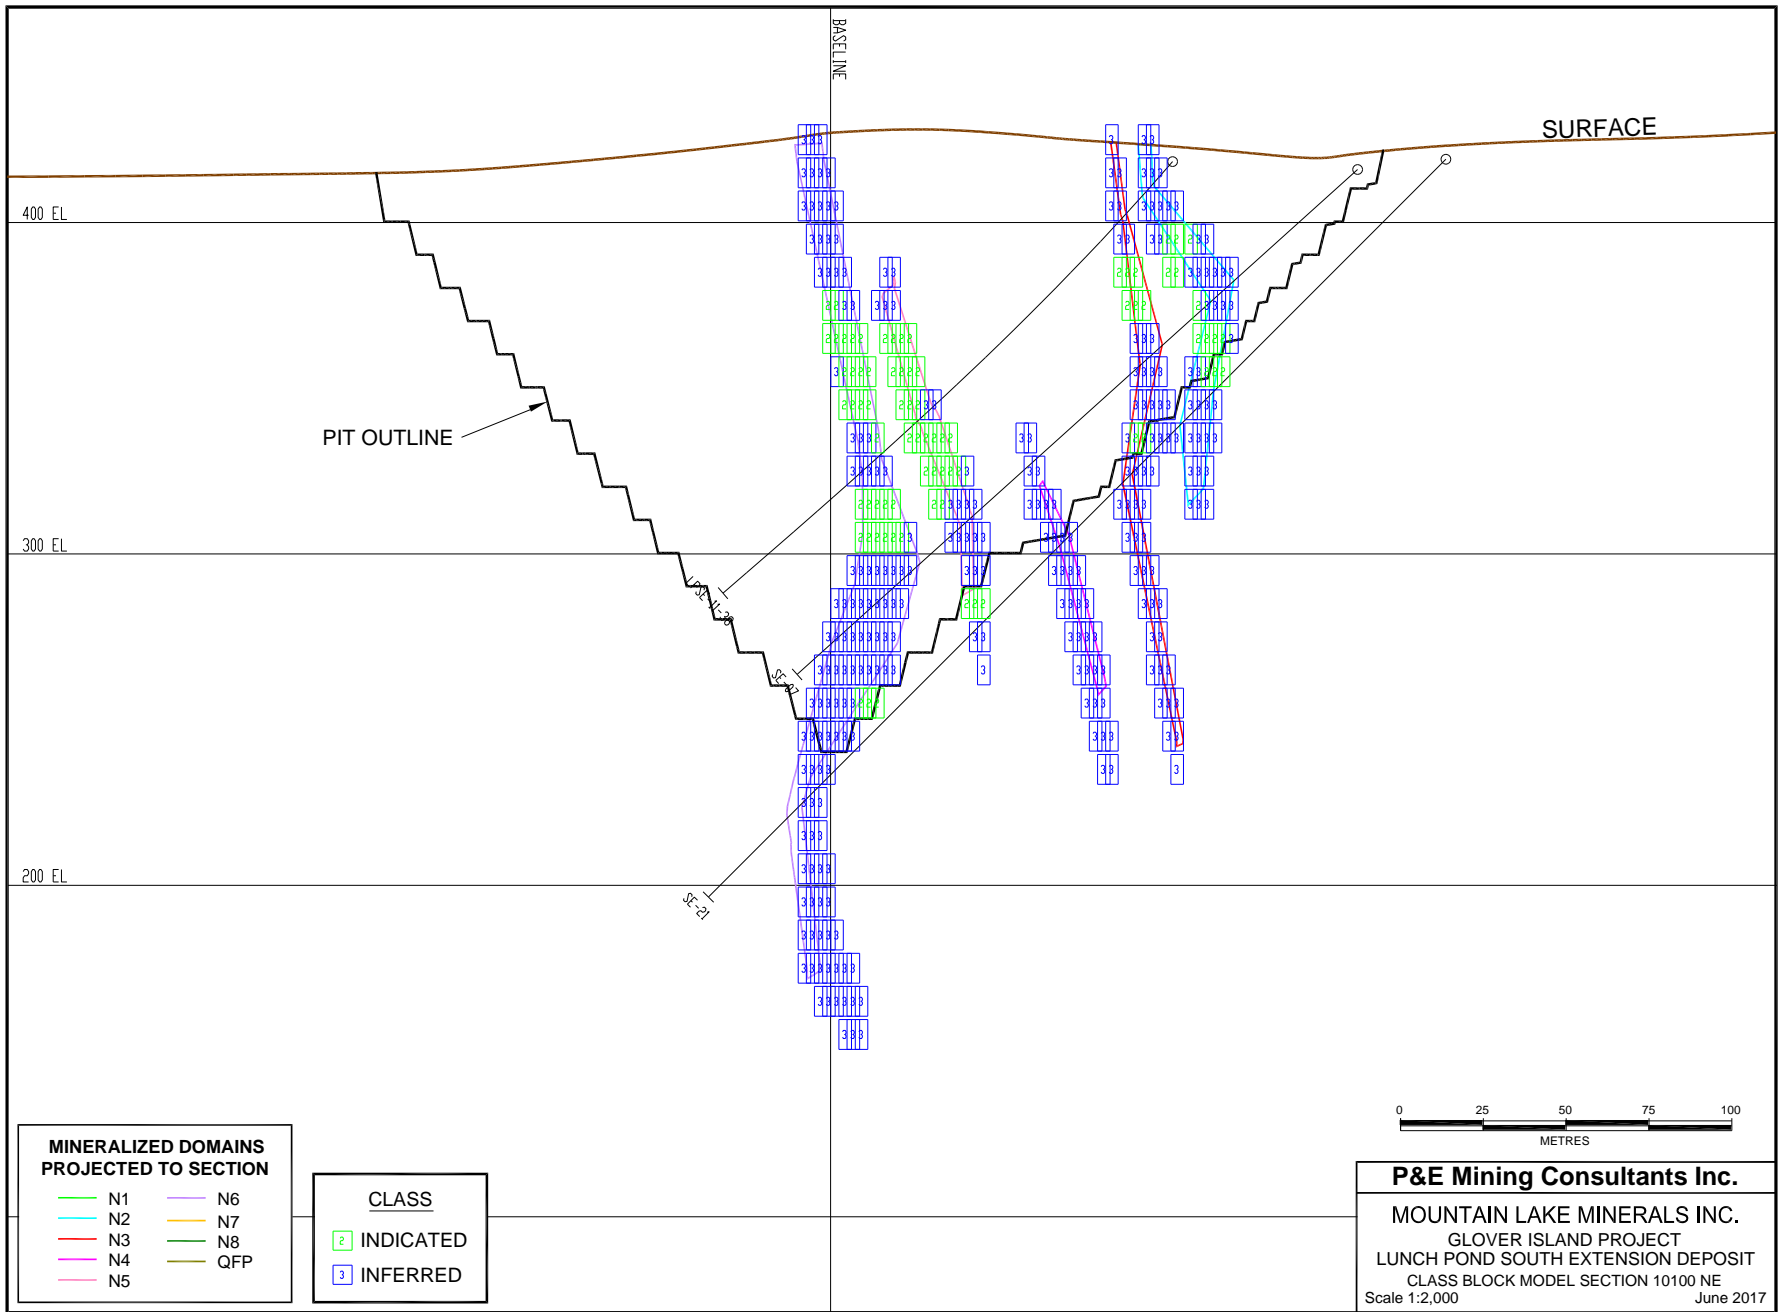 BASELINE
SURFACE
400 EL
PIT OUTLINE
300 EL
LPSE-11-38
SE-07
200 EL
SE-21
0 25 50 75 100
METRES
MINERALIZED DOMAINS
PROJECTED TO SECTION
N1
N2
N3
N4
N5
N6
N7
N8
QFP
CLASS
2 INDICATED
3 INFERRED
P&E Mining Consultants Inc.
MOUNTAIN LAKE MINERALS INC.
GLOVER ISLAND PROJECT
LUNCH POND SOUTH EXTENSION DEPOSIT
CLASS BLOCK MODEL SECTION 10100 NE
Scale 1:2,000 June 2017